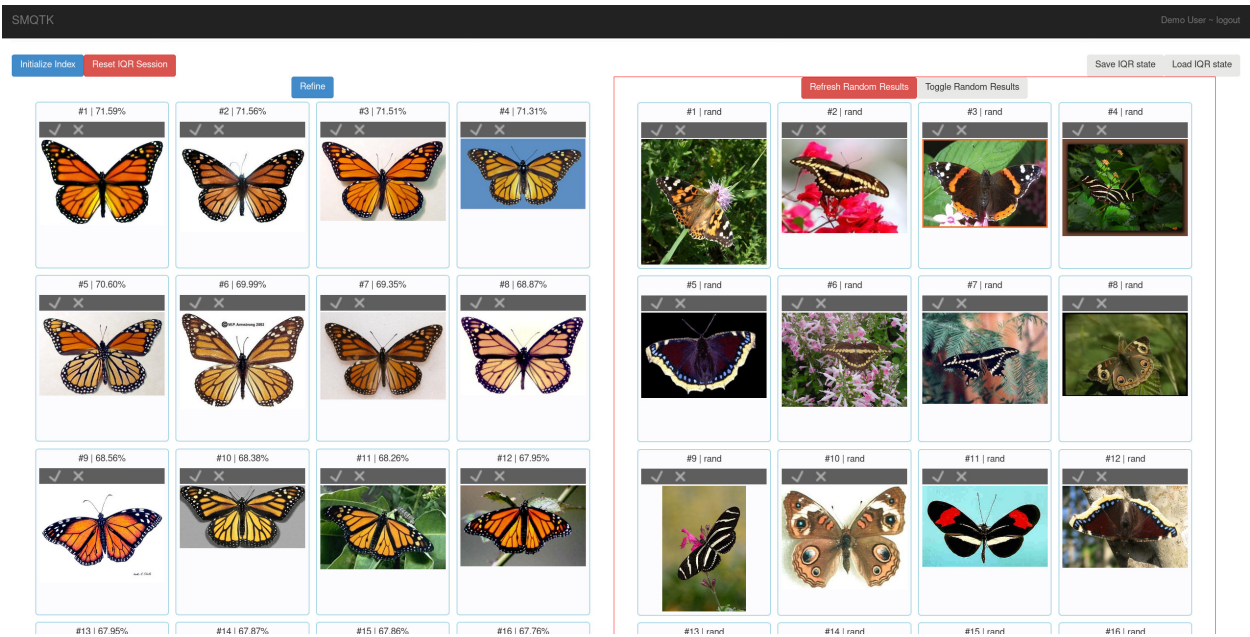 SMQTK
Demo User ~ logout
Initialize Index
Reset IQR Session
Save IQR state
Load IQR state
Refine
#1 | 71.59%
#2 | 71.56%
#3 | 71.51%
#4 | 71.31%
#5 | 70.60%
#6 | 69.99%
#7 | 69.35%
#8 | 68.87%
©W.P. Armstrong 2002
#9 | 68.56%
#10 | 68.38%
#11 | 68.26%
#12 | 67.95%
#13 | 67.95%
#14 | 67.87%
#15 | 67.86%
#16 | 67.76%
Refresh Random Results
Toggle Random Results
#1 | rand
#2 | rand
#3 | rand
#4 | rand
#5 | rand
#6 | rand
#7 | rand
#8 | rand
#9 | rand
#10 | rand
#11 | rand
#12 | rand
#13 | rand
#14 | rand
#15 | rand
#16 | rand